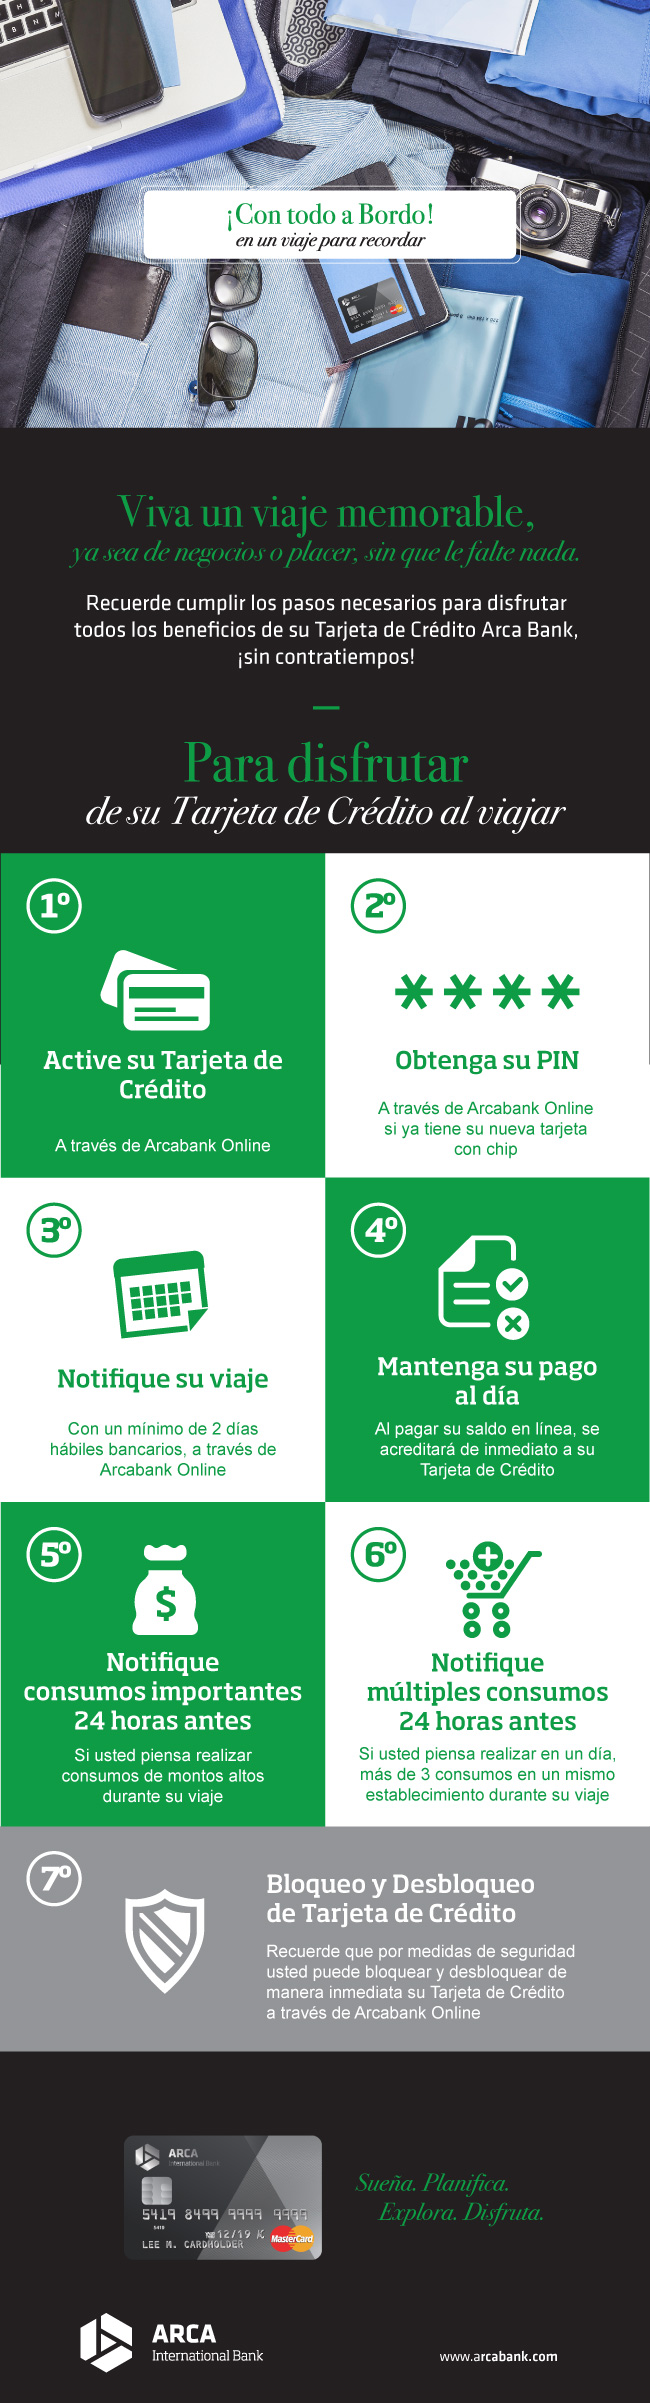 ¡Con todo a Bordo!
en un viaje para recordar
ARCA
Viva un viaje memorable,
ya sea de negocios o placer, sin que le falte nada.
Recuerde cumplir los pasos necesarios para disfrutar
todos los beneficios de su Tarjeta de Crédito Arca Bank,
¡sin contratiempos!
Para disfrutar
de su Tarjeta de Crédito al viajar
1º
Active su Tarjeta de
Crédito
A través de Arcabank Online
2º
****
Obtenga su PIN
A través de Arcabank Online
si ya tiene su nueva tarjeta
con chip
3º
Notifique su viaje
Con un mínimo de 2 días
hábiles bancarios, a través de
Arcabank Online
4º
Mantenga su pago
al día
Al pagar su saldo en línea, se
acreditará de inmediato a su
Tarjeta de Crédito
5º
$
Notifique
consumos importantes
24 horas antes
Si usted piensa realizar
consumos de montos altos
durante su viaje
6º
Notifique
múltiples consumos
24 horas antes
Si usted piensa realizar en un día,
más de 3 consumos en un mismo
establecimiento durante su viaje
7º
Bloqueo y Desbloqueo
de Tarjeta de Crédito
Recuerde que por medidas de seguridad
usted puede bloquear y desbloquear de
manera inmediata su Tarjeta de Crédito
a través de Arcabank Online
ARCA
International Bank
5419 8499 9999 9999
5419
12/19 K
LEE M. CARDHOLDER
MasterCard
Sueña. Planifica.
Explora. Disfruta.
ARCA
International Bank
www.arcabank.com